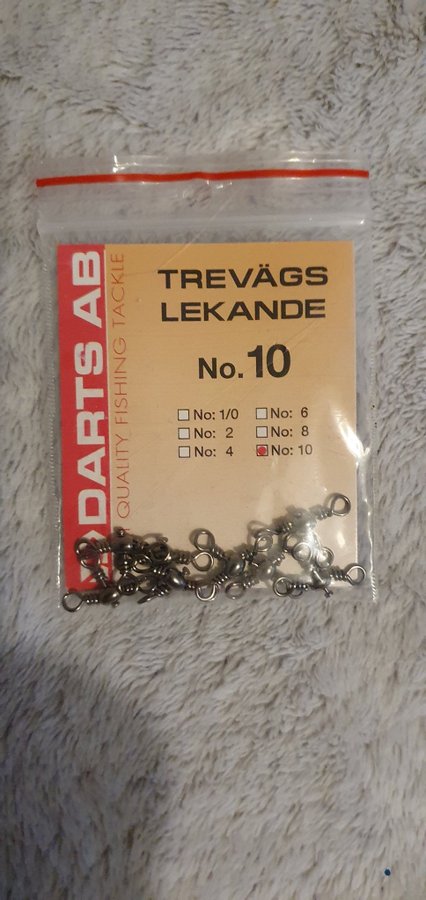 TREVÄGS
LEKANDE
No.10
No: 1/0
No: 6
No: 2
No: 8
No: 4
No: 10
DARTS AB
QUALITY FISHING TACKLE